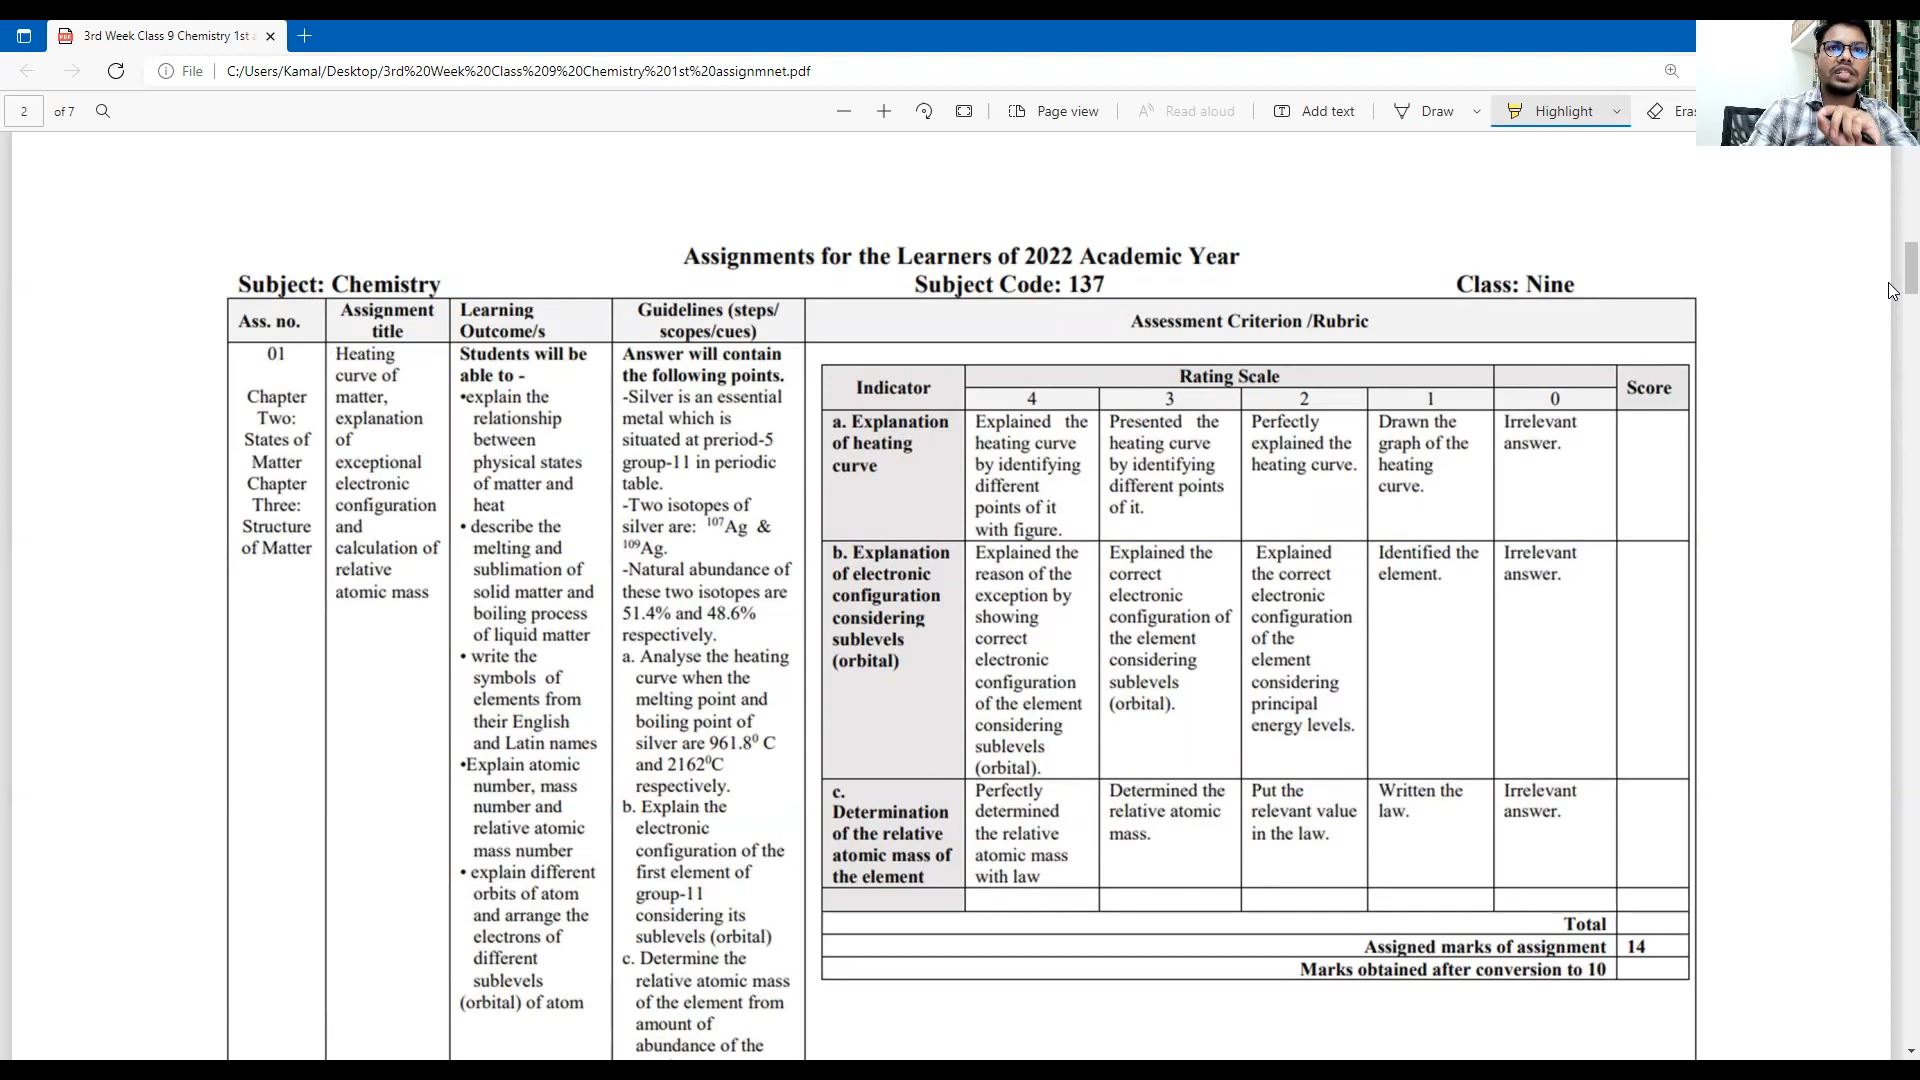 3rd Week Class 9 Chemistry 1st a
File
C:/Users/Kamal/Desktop/3rd%20Week%20Class%209%20Chemistry%201st%20assignmnet.pdf
2 of 7
Page view
Read aloud
Add text
Draw
Highlight
Eras
Assignments for the Learners of 2022 Academic Year
Subject: Chemistry
Subject Code: 137
Class: Nine
Ass. no.
Assignment
title
Learning
Outcome/s
Guidelines (steps/
scopes/cues)
Assessment Criterion /Rubric
01
Chapter
Two:
States of
Matter
Chapter
Three:
Structure
of Matter
Heating
curve of
matter,
explanation
of
exceptional
electronic
configuration
and
calculation of
relative
atomic mass
Students will be
able to -
•explain the
relationship
between
physical states
of matter and
heat
• describe the
melting and
sublimation of
solid matter and
boiling process
of liquid matter
• write the
symbols of
elements from
their English
and Latin names
•Explain atomic
number, mass
number and
relative atomic
mass number
• explain different
orbits of atom
and arrange the
electrons of
different
sublevels
(orbital) of atom
Answer will contain
the following points.
-Silver is an essential
metal which is
situated at preriod-5
group-11 in periodic
table.
-Two isotopes of
silver are: ¹⁰⁷Ag &
¹⁰⁹Ag.
-Natural abundance of
these two isotopes are
51.4% and 48.6%
respectively.
a. Analyse the heating
curve when the
melting point and
boiling point of
silver are 961.8⁰ C
and 2162⁰C
respectively.
b. Explain the
electronic
configuration of the
first element of
group-11
considering its
sublevels (orbital)
c. Determine the
relative atomic mass
of the element from
amount of
abundance of the
Indicator
Rating Scale
Score
4
3
2
1
0
a. Explanation
of heating
curve
Explained the
heating curve
by identifying
different
points of it
with figure.
Presented the
heating curve
by identifying
different points
of it.
Perfectly
explained the
heating curve.
Drawn the
graph of the
heating
curve.
Irrelevant
answer.
b. Explanation
of electronic
configuration
considering
sublevels
(orbital)
Explained the
reason of the
exception by
showing
correct
electronic
configuration
of the element
considering
sublevels
(orbital).
Explained the
correct
electronic
configuration of
the element
considering
sublevels
(orbital).
Explained
the correct
electronic
configuration
of the
element
considering
principal
energy levels.
Identified the
element.
Irrelevant
answer.
c.
Determination
of the relative
atomic mass of
the element
Perfectly
determined
the relative
atomic mass
with law
Determined the
relative atomic
mass.
Put the
relevant value
in the law.
Written the
law.
Irrelevant
answer.
Total
Assigned marks of assignment 14
Marks obtained after conversion to 10